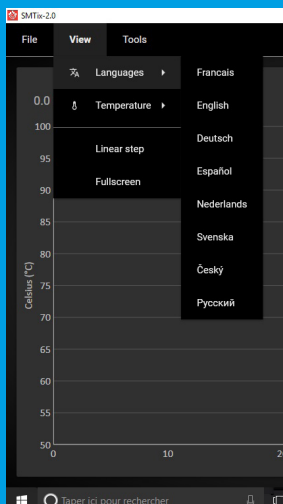 SMTix-2.0
File View Tools
Languages
Temperature
Linear step
Fullscreen
Francais
English
Deutsch
Español
Nederlands
Svenska
Český
Русский
0.0
100
95
90
85
80
75
70
65
60
55
50
Celsius (°C)
0 10 20
Taper ici pour rechercher